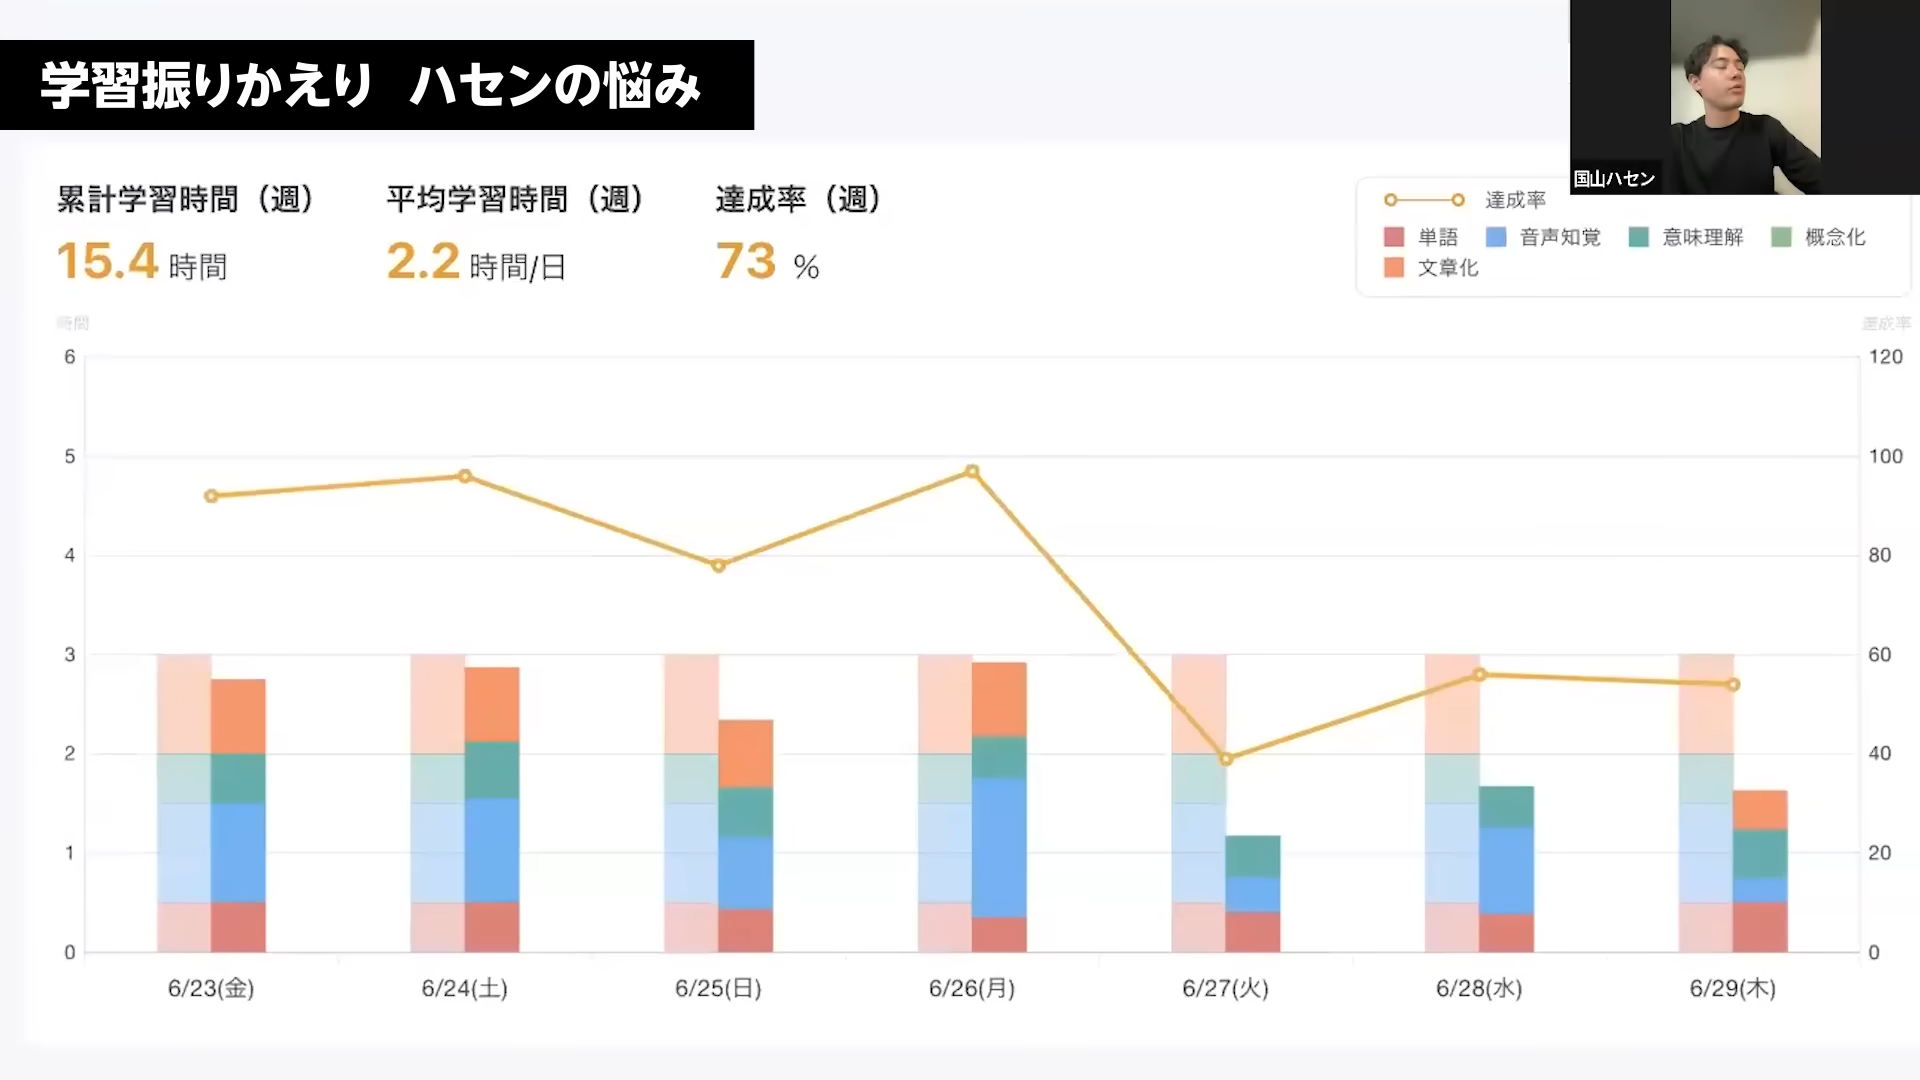 学習振りかえり ハセンの悩み
国山ハセン
累計学習時間（週）
15.4 時間
平均学習時間（週）
2.2 時間/日
達成率（週）
73 %
達成率
単語 音声知覚 意味理解 概念化
文章化
時間
達成率
6
5
4
3
2
1
0
120
100
80
60
40
20
0
6/23(金) 6/24(土) 6/25(日) 6/26(月) 6/27(火) 6/28(水) 6/29(木)